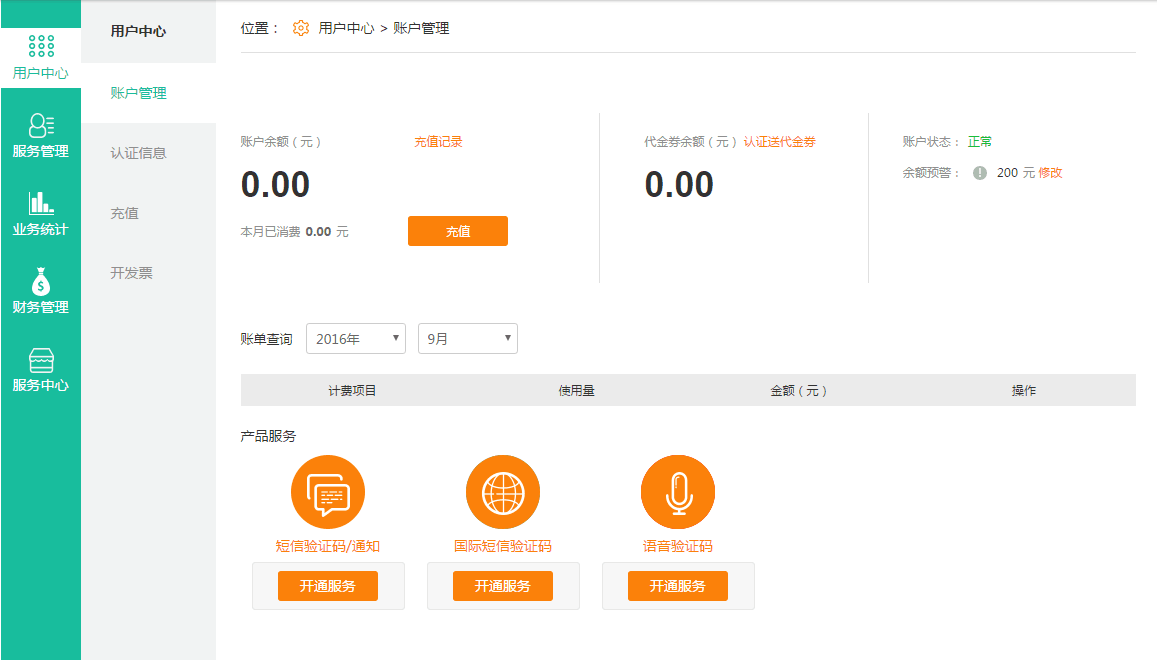 用户中心
服务管理
业务统计
$
财务管理
服务中心
用户中心
账户管理
认证信息
充值
开发票
位置： 用户中心 > 账户管理
账户余额（元） 充值记录
0.00
本月已消费 0.00 元 充值
代金券余额（元）认证送代金券
0.00
账户状态： 正常
余额预警： ! 200 元 修改
账单查询 2016年 9月
计费项目 使用量 金额（元） 操作
产品服务
短信验证码/通知 国际短信验证码 语音验证码
开通服务 开通服务 开通服务